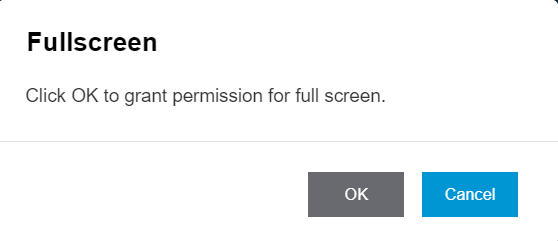 Fullscreen
Click OK to grant permission for full screen.
OK Cancel